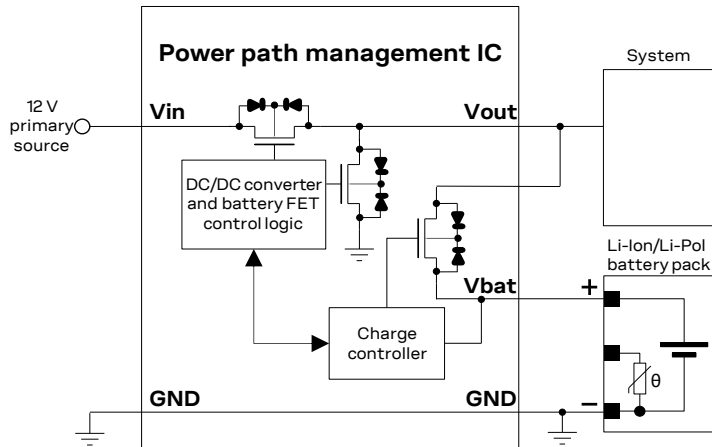 Power path management IC
System
12 V
primary
source
Vin
Vout
DC/DC converter
and battery FET
control logic
Li-Ion/Li-Pol
battery pack
Vbat
+
Charge
controller
θ
GND
GND
−